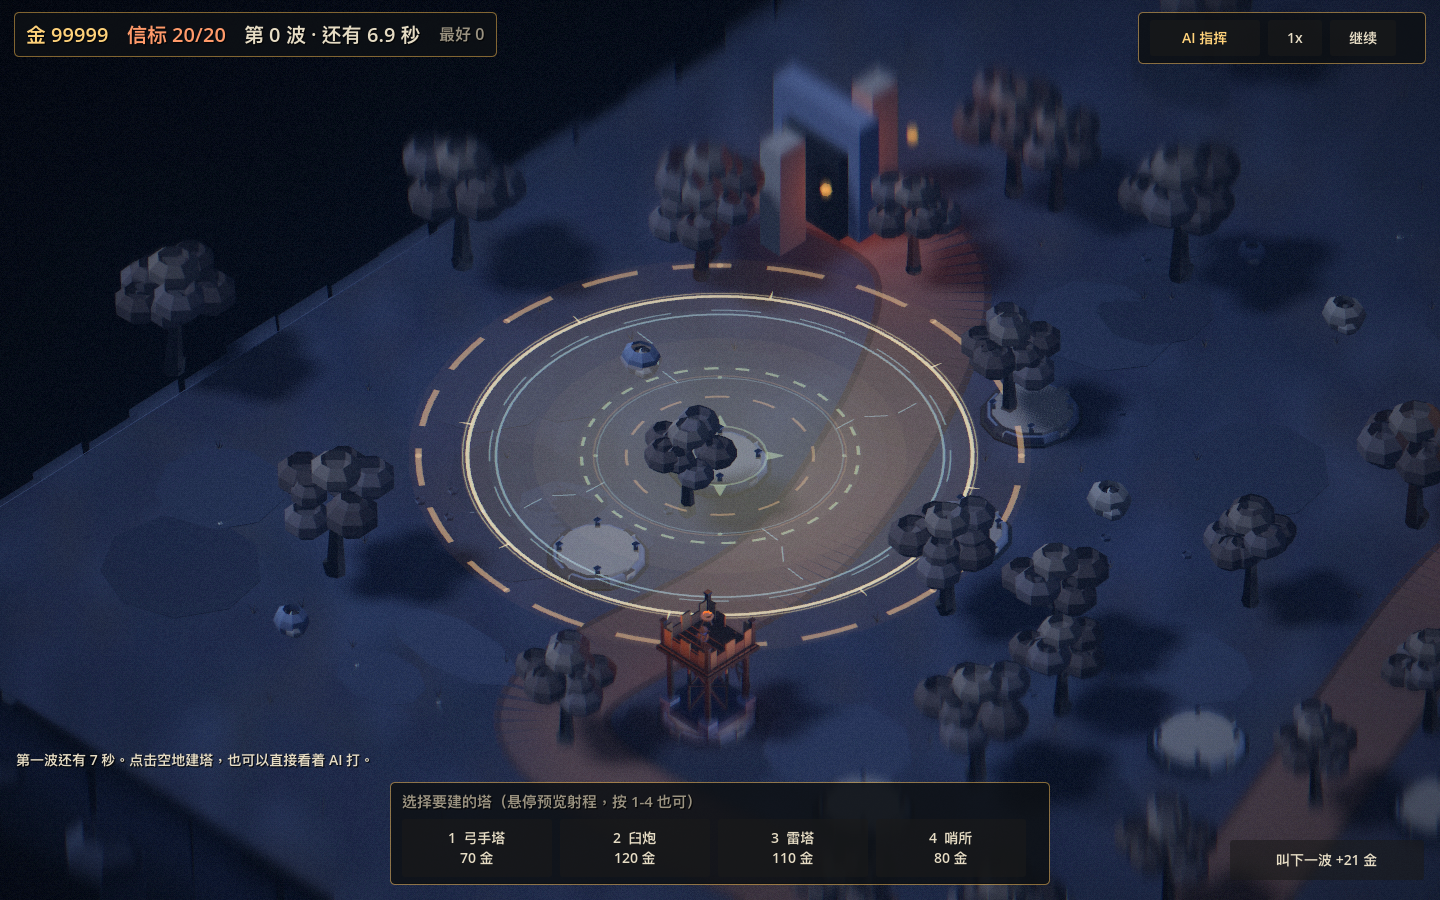 金 99999 信标 20/20 第 0 波 · 还有 6.9 秒 最好 0
AI 指挥 1x 继续
第一波还有 7 秒。点击空地建塔，也可以直接看着 AI 打。
选择要建的塔（悬停预览射程，按 1-4 也可）
1 弓手塔 2 臼炮 3 雷塔 4 哨所
70 金 120 金 110 金 80 金
叫下一波 +21 金